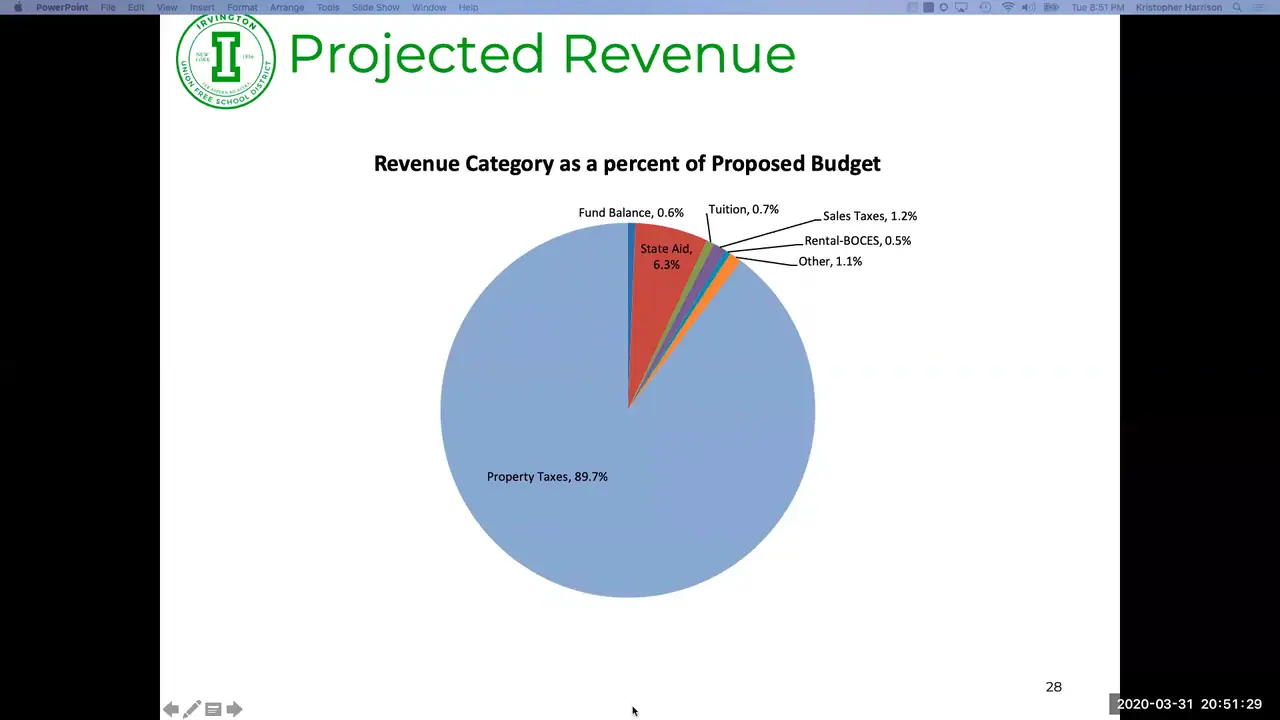 PowerPoint File Edit View Insert Format Arrange Tools Slide Show Window Help Tue 8:51 PM Kristopher Harrison
IRVINGTON
NEW YORK
I
UNION FREE SCHOOL DISTRICT
Projected Revenue
Revenue Category as a percent of Proposed Budget
Fund Balance, 0.6%
Tuition, 0.7%
Sales Taxes, 1.2%
Rental-BOCES, 0.5%
Other, 1.1%
State Aid,
6.3%
Property Taxes, 89.7%
28
2020-03-31 20:51:29